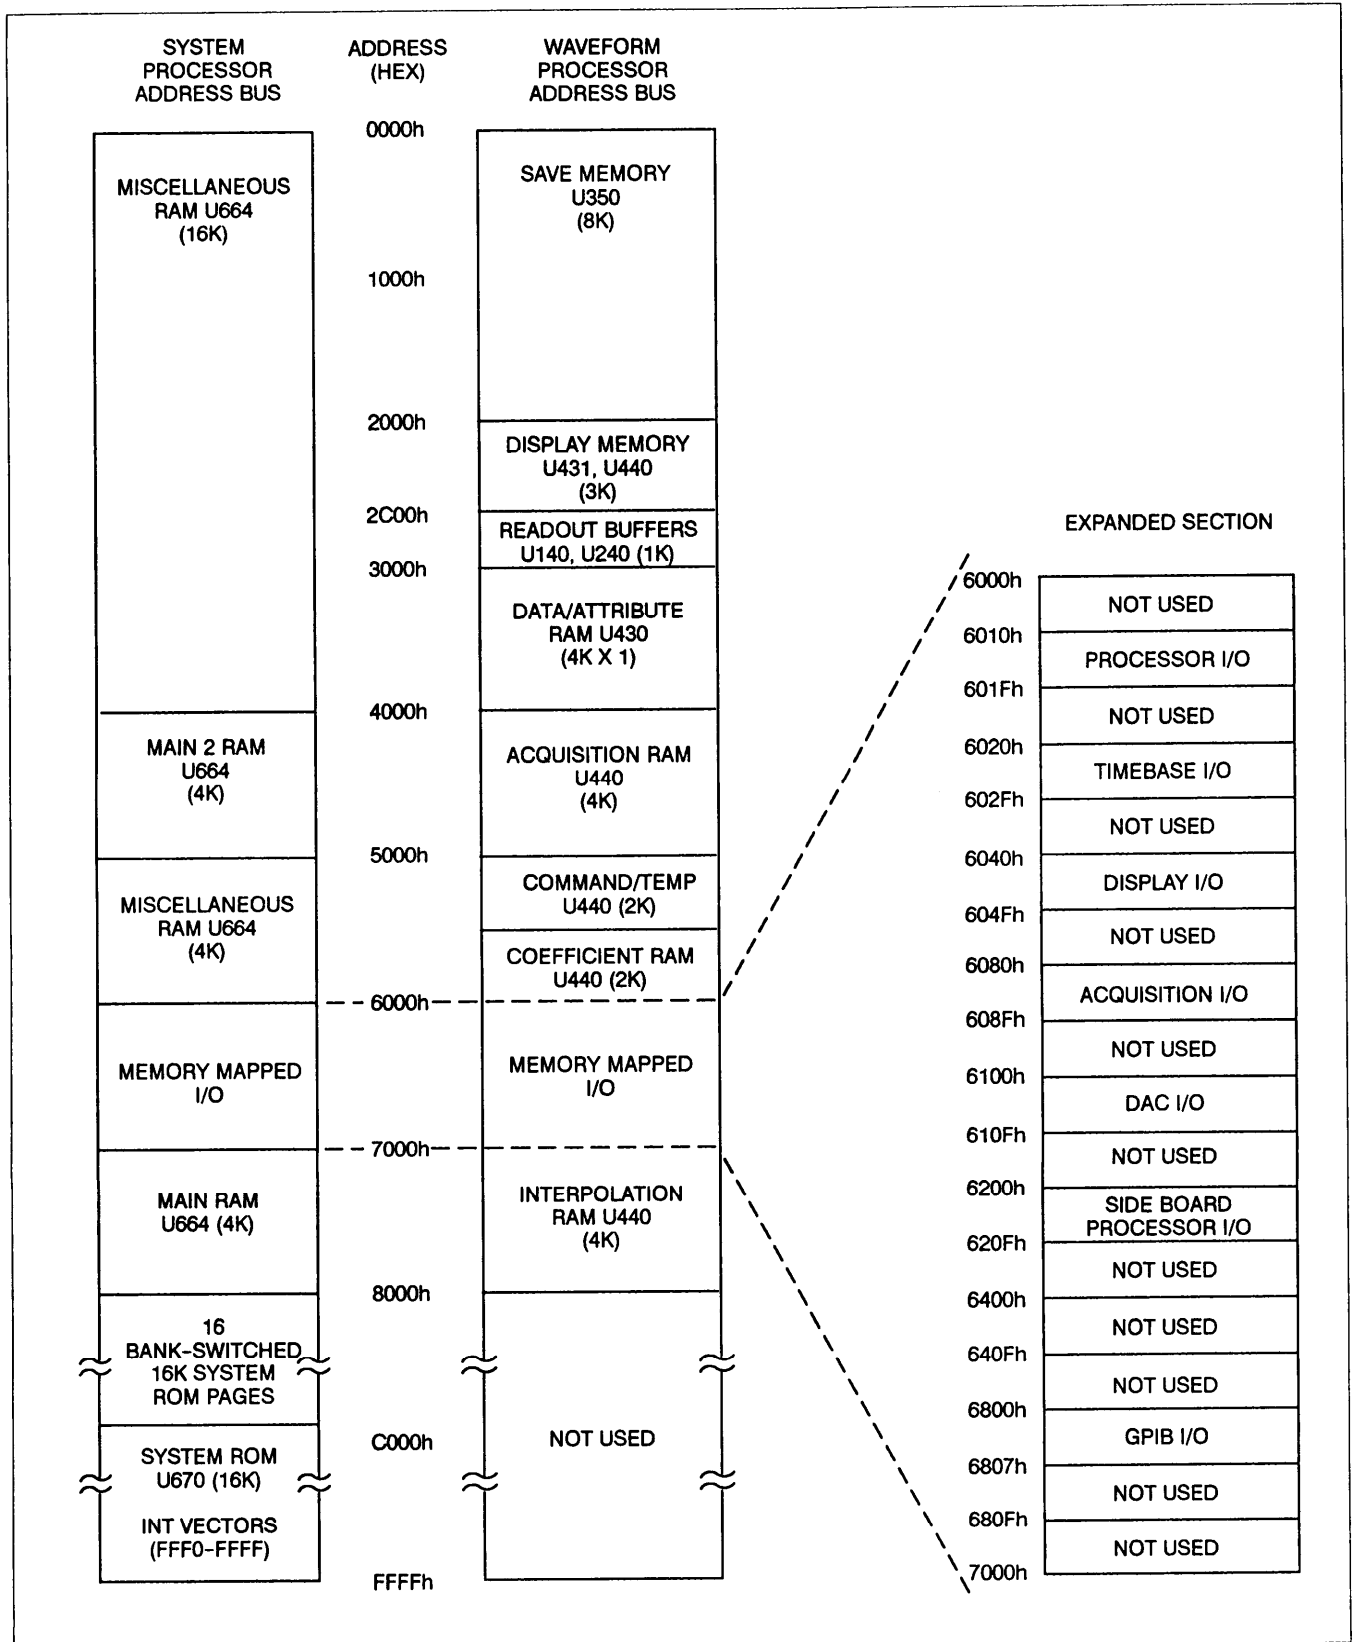 SYSTEM
PROCESSOR
ADDRESS BUS
ADDRESS
(HEX)
WAVEFORM
PROCESSOR
ADDRESS BUS
MISCELLANEOUS
RAM U664
(16K)
MAIN 2 RAM
U664
(4K)
MISCELLANEOUS
RAM U664
(4K)
MEMORY MAPPED
I/O
MAIN RAM
U664 (4K)
16
BANK-SWITCHED
16K SYSTEM
ROM PAGES
SYSTEM ROM
U670 (16K)
INT VECTORS
(FFF0-FFFF)
0000h
1000h
2000h
2C00h
3000h
4000h
5000h
6000h
7000h
8000h
C000h
FFFFh
SAVE MEMORY
U350
(8K)
DISPLAY MEMORY
U431, U440
(3K)
READOUT BUFFERS
U140, U240 (1K)
DATA/ATTRIBUTE
RAM U430
(4K X 1)
ACQUISITION RAM
U440
(4K)
COMMAND/TEMP
U440 (2K)
COEFFICIENT RAM
U440 (2K)
MEMORY MAPPED
I/O
INTERPOLATION
RAM U440
(4K)
NOT USED
EXPANDED SECTION
6000h
NOT USED
6010h
PROCESSOR I/O
601Fh
NOT USED
6020h
TIMEBASE I/O
602Fh
NOT USED
6040h
DISPLAY I/O
604Fh
NOT USED
6080h
ACQUISITION I/O
608Fh
NOT USED
6100h
DAC I/O
610Fh
NOT USED
6200h
SIDE BOARD
PROCESSOR I/O
620Fh
NOT USED
6400h
NOT USED
640Fh
NOT USED
6800h
GPIB I/O
6807h
NOT USED
680Fh
NOT USED
7000h